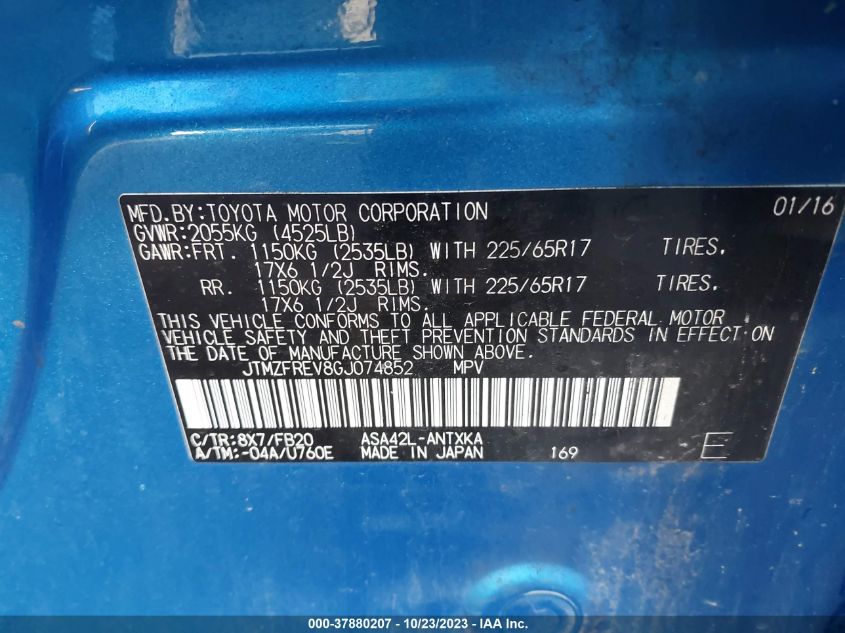 MFD.BY:TOYOTA MOTOR CORPORATION 01/16
GVWR:2055KG (4525LB)
GAWR:FRT. 1150KG (2535LB) WITH 225/65R17 TIRES.
17X6 1/2J RIMS.
RR. 1150KG (2535LB) WITH 225/65R17 TIRES.
17X6 1/2J RIMS.
THIS VEHICLE CONFORMS TO ALL APPLICABLE FEDERAL MOTOR
VEHICLE SAFETY AND THEFT PREVENTION STANDARDS IN EFFECT ON
THE DATE OF MANUFACTURE SHOWN ABOVE.
JTMZFREV8GJ074852 MPV
C/TR:8X7/FB20 ASA42L-ANTXKA
A/TM:-04A/U760E MADE IN JAPAN 169 E
000-37880207 - 10/23/2023 - IAA Inc.